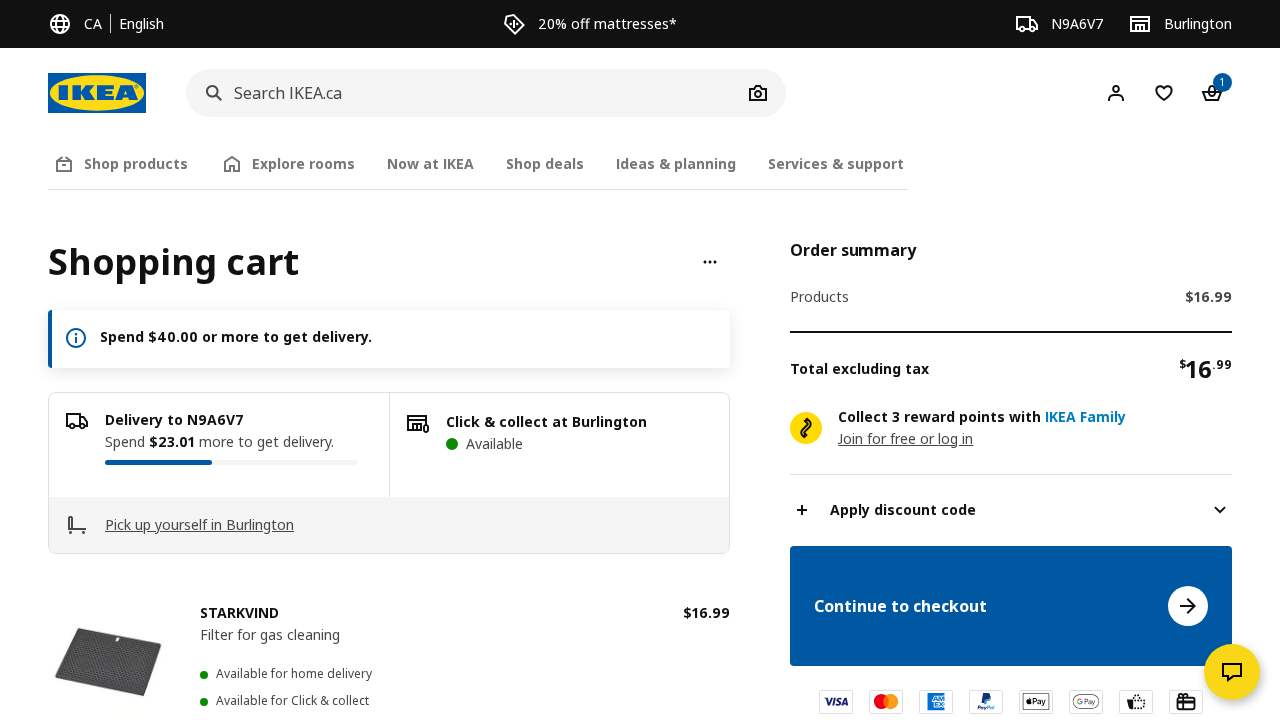 CA English
20% off mattresses*
N9A6V7
Burlington
IKEA
Search IKEA.ca
1
Shop products
Explore rooms
Now at IKEA
Shop deals
Ideas & planning
Services & support
Shopping cart
Spend $40.00 or more to get delivery.
Delivery to N9A6V7
Spend $23.01 more to get delivery.
Click & collect at Burlington
Available
Pick up yourself in Burlington
STARKVIND
$16.99
Filter for gas cleaning
Available for home delivery
Available for Click & collect
Order summary
Products $16.99
Total excluding tax $16.99
Collect 3 reward points with IKEA Family
Join for free or log in
Apply discount code
Continue to checkout
VISA
AMEX
PayPal
Pay
G Pay